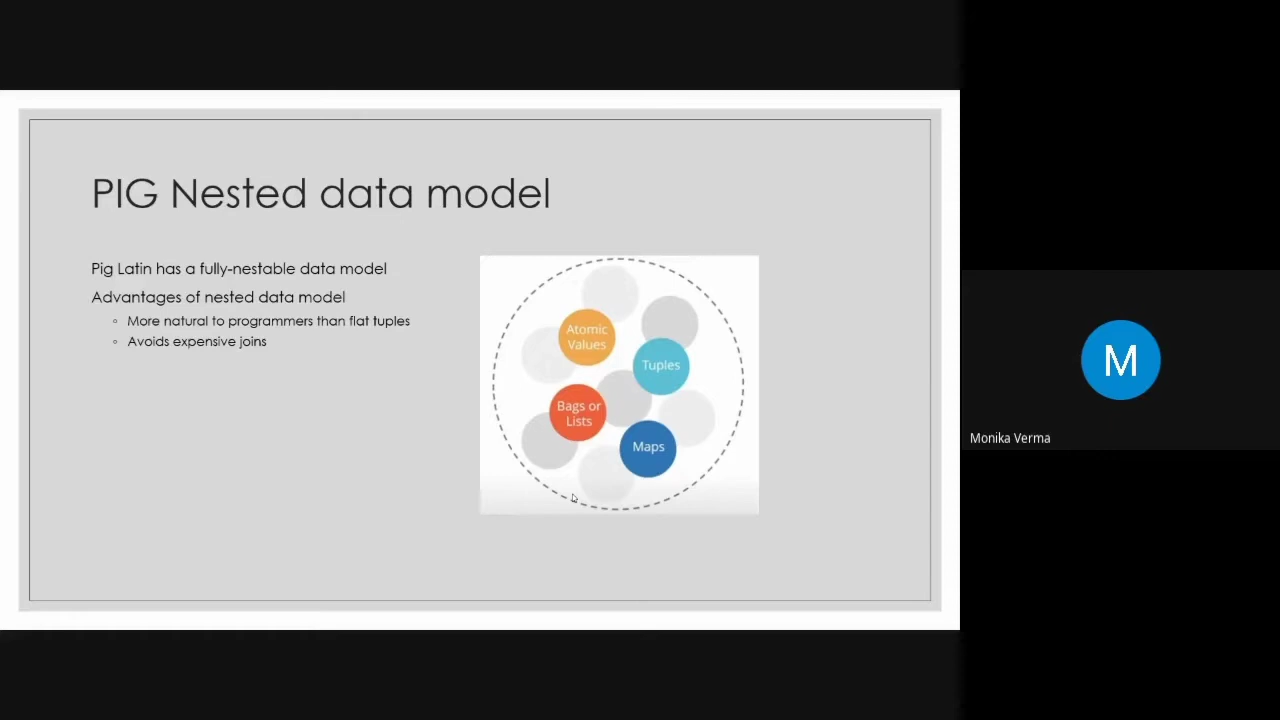 PIG Nested data model
Pig Latin has a fully-nestable data model
Advantages of nested data model
More natural to programmers than flat tuples
Avoids expensive joins
Atomic
Values
Tuples
Bags or
Lists
Maps
M
Monika Verma